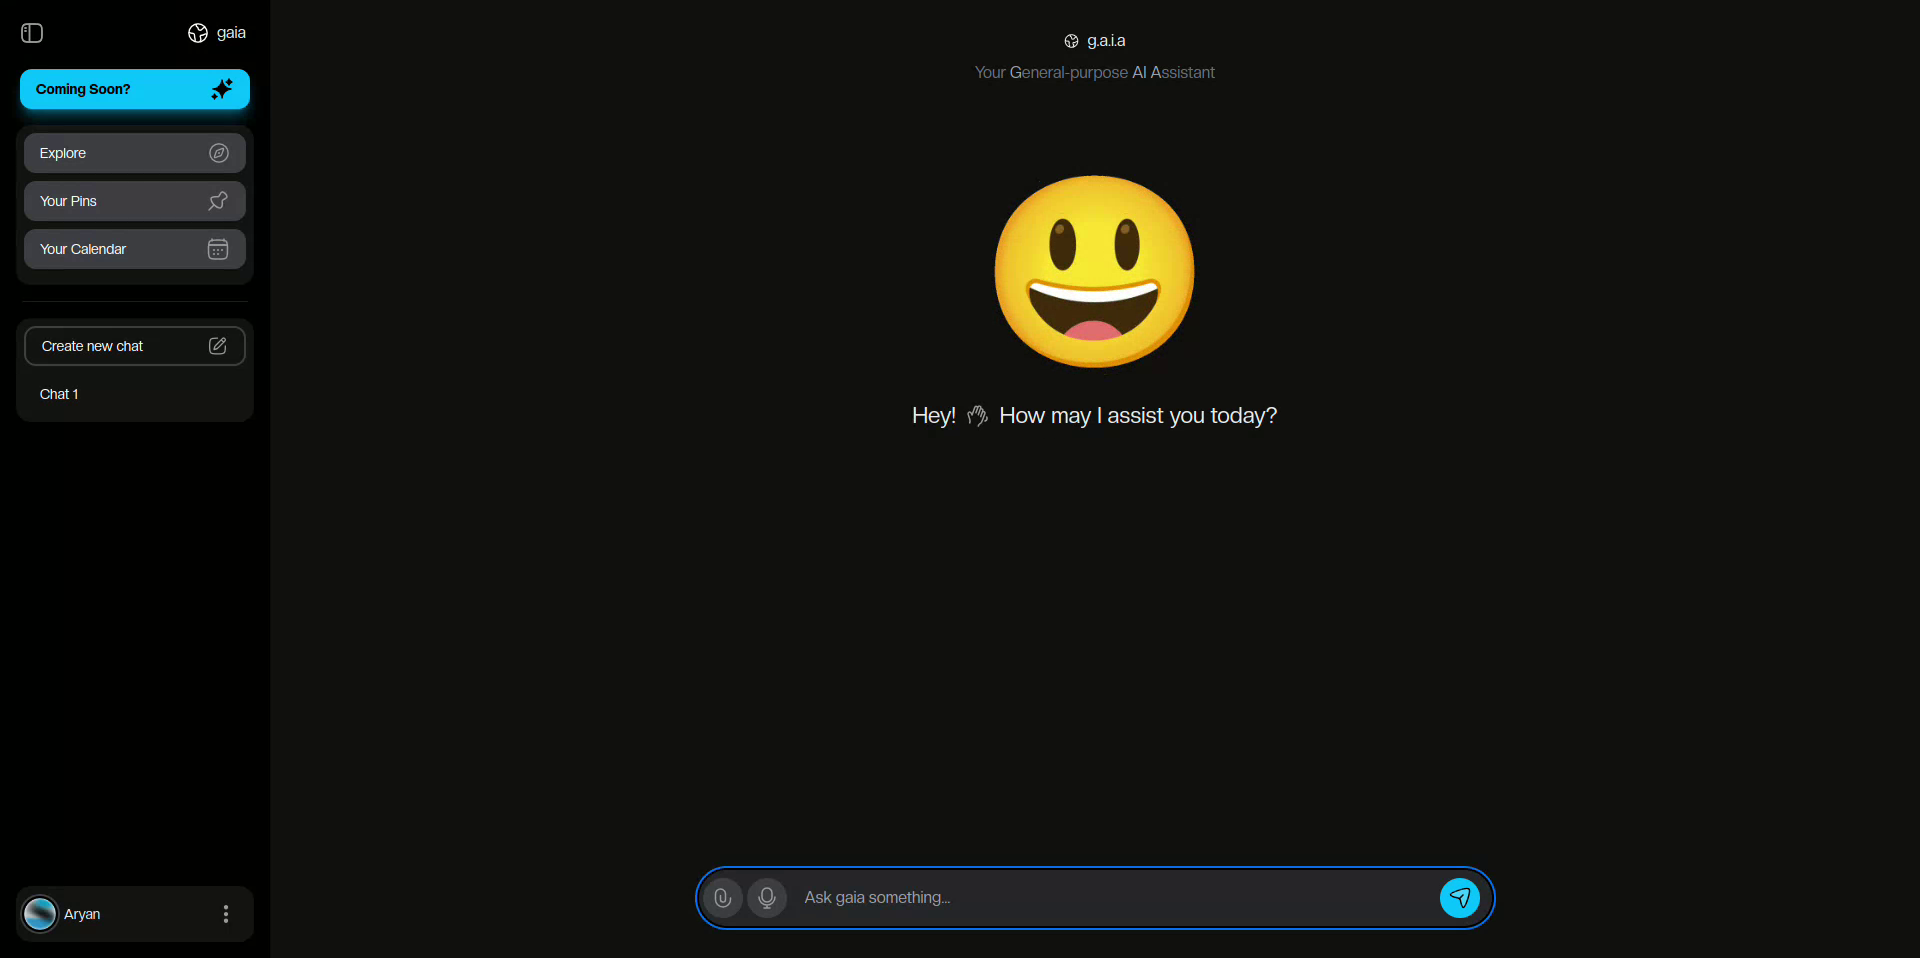 gaia
Coming Soon?
Explore
Your Pins
Your Calendar
Create new chat
Chat 1
Aryan
g.a.i.a
Your General-purpose AI Assistant
Hey! How may I assist you today?
Ask gaia something...